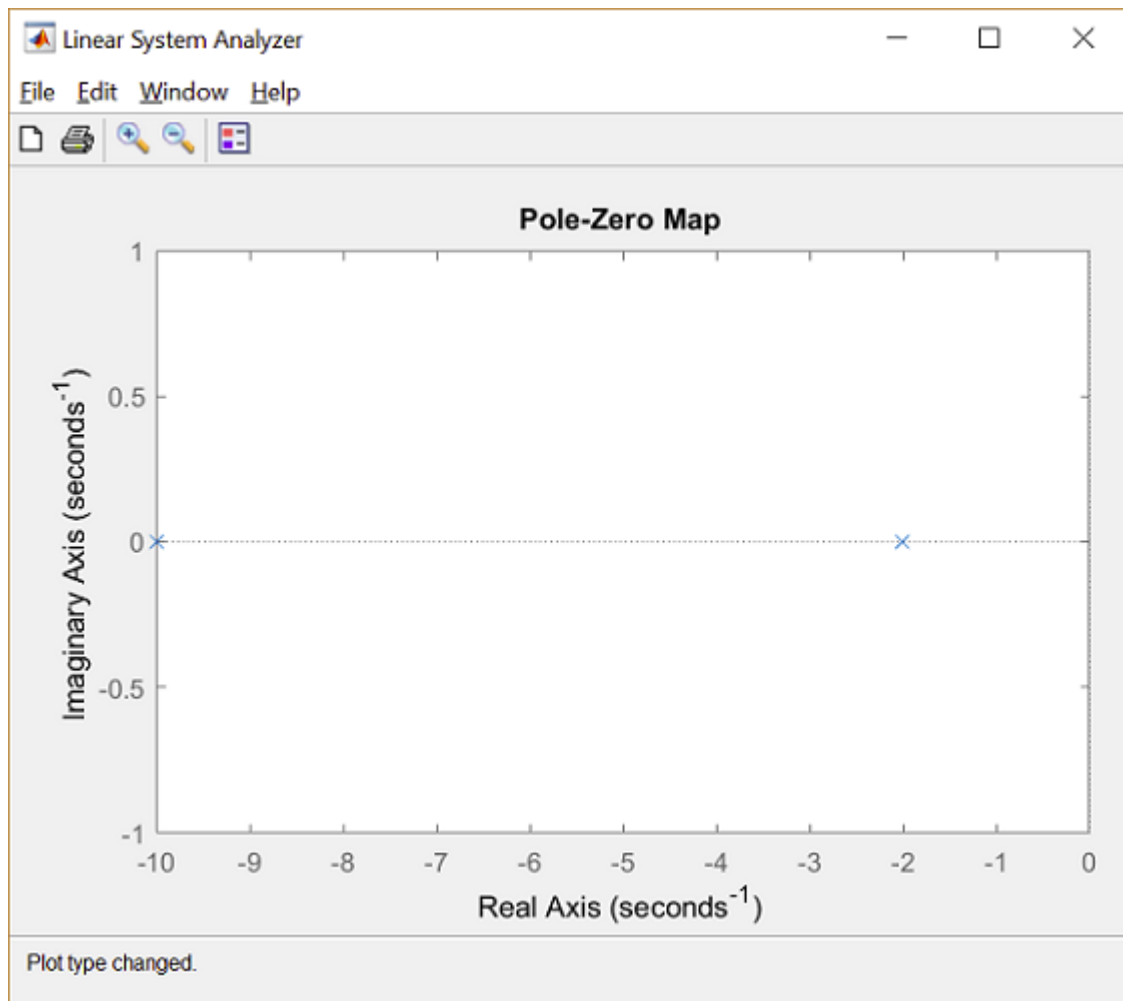 Linear System Analyzer
File Edit Window Help
Pole-Zero Map
1
0.5
0
-0.5
-1
Imaginary Axis (seconds⁻¹)
-10 -9 -8 -7 -6 -5 -4 -3 -2 -1 0
Real Axis (seconds⁻¹)
Plot type changed.